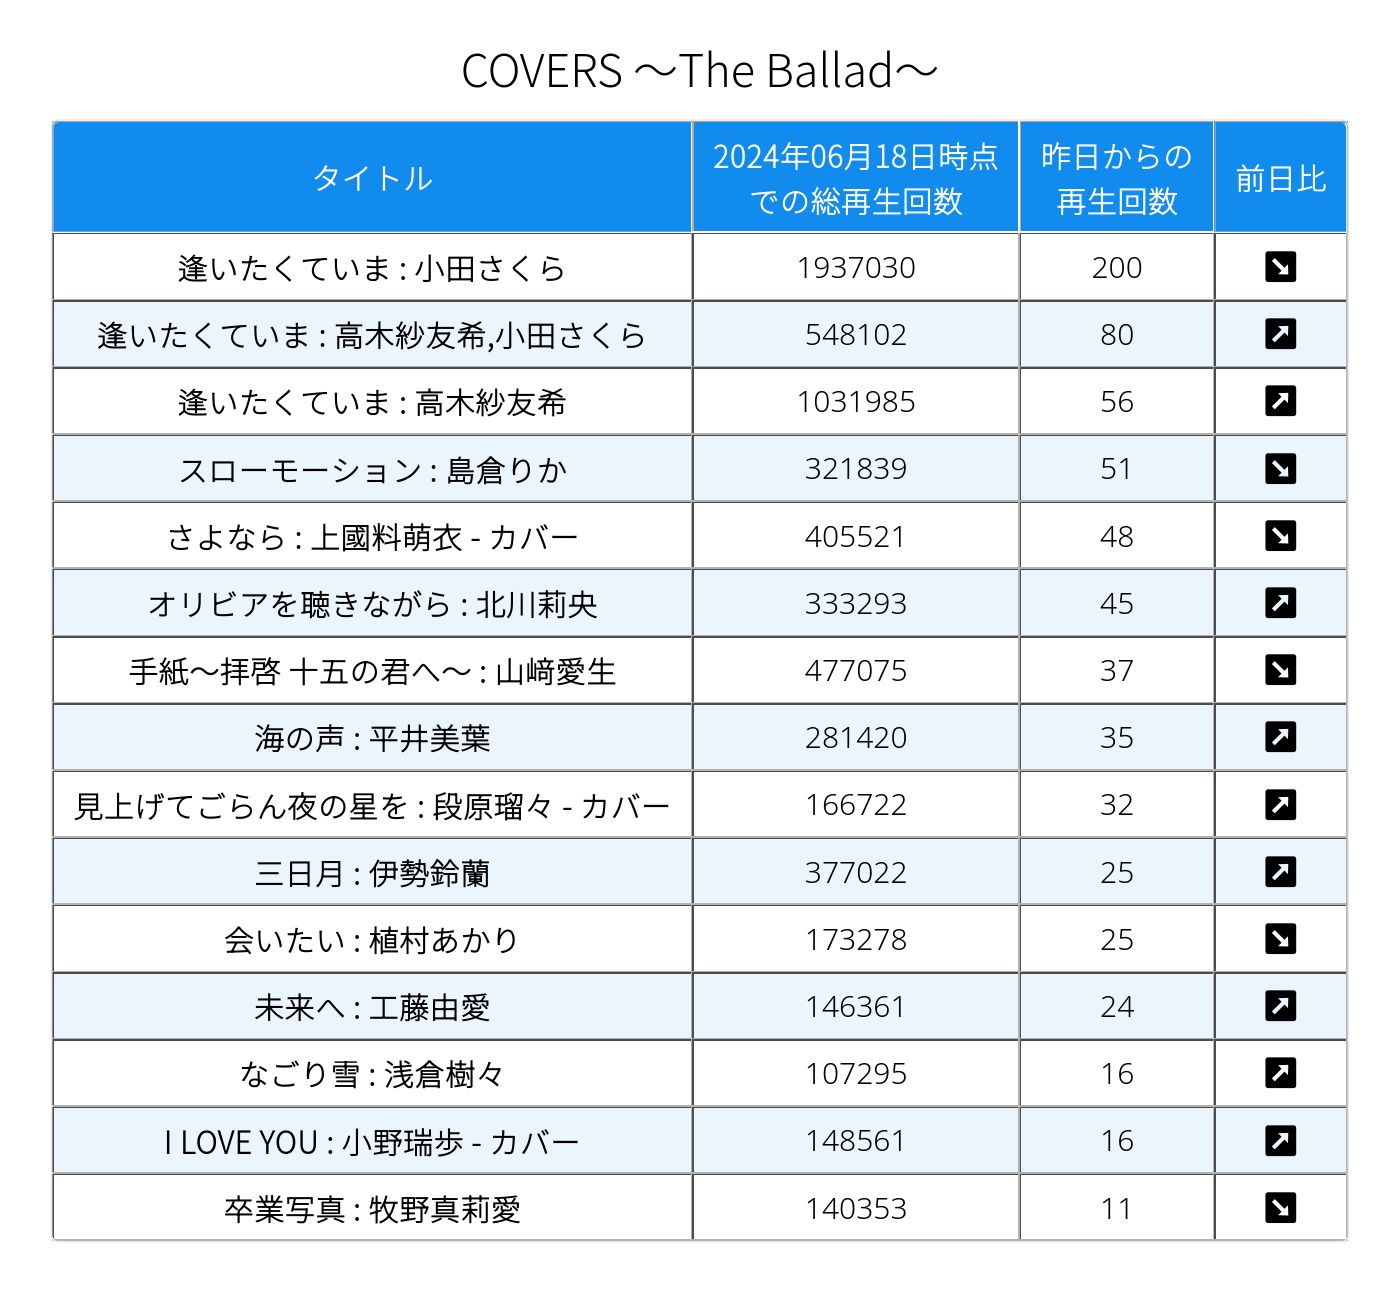 COVERS ～The Ballad～
タイトル
2024年06月18日時点
での総再生回数
昨日からの
再生回数
前日比
逢いたくていま : 小田さくら 1937030 200 ↘
逢いたくていま : 高木紗友希,小田さくら 548102 80 ↗
逢いたくていま : 高木紗友希 1031985 56 ↗
スローモーション : 島倉りか 321839 51 ↘
さよなら : 上國料萌衣 - カバー 405521 48 ↘
オリビアを聴きながら : 北川莉央 333293 45 ↗
手紙～拝啓 十五の君へ～ : 山﨑愛生 477075 37 ↘
海の声 : 平井美葉 281420 35 ↗
見上げてごらん夜の星を : 段原瑠々 - カバー 166722 32 ↗
三日月 : 伊勢鈴蘭 377022 25 ↗
会いたい : 植村あかり 173278 25 ↘
未来へ : 工藤由愛 146361 24 ↗
なごり雪 : 浅倉樹々 107295 16 ↗
I LOVE YOU : 小野瑞歩 - カバー 148561 16 ↗
卒業写真 : 牧野真莉愛 140353 11 ↘